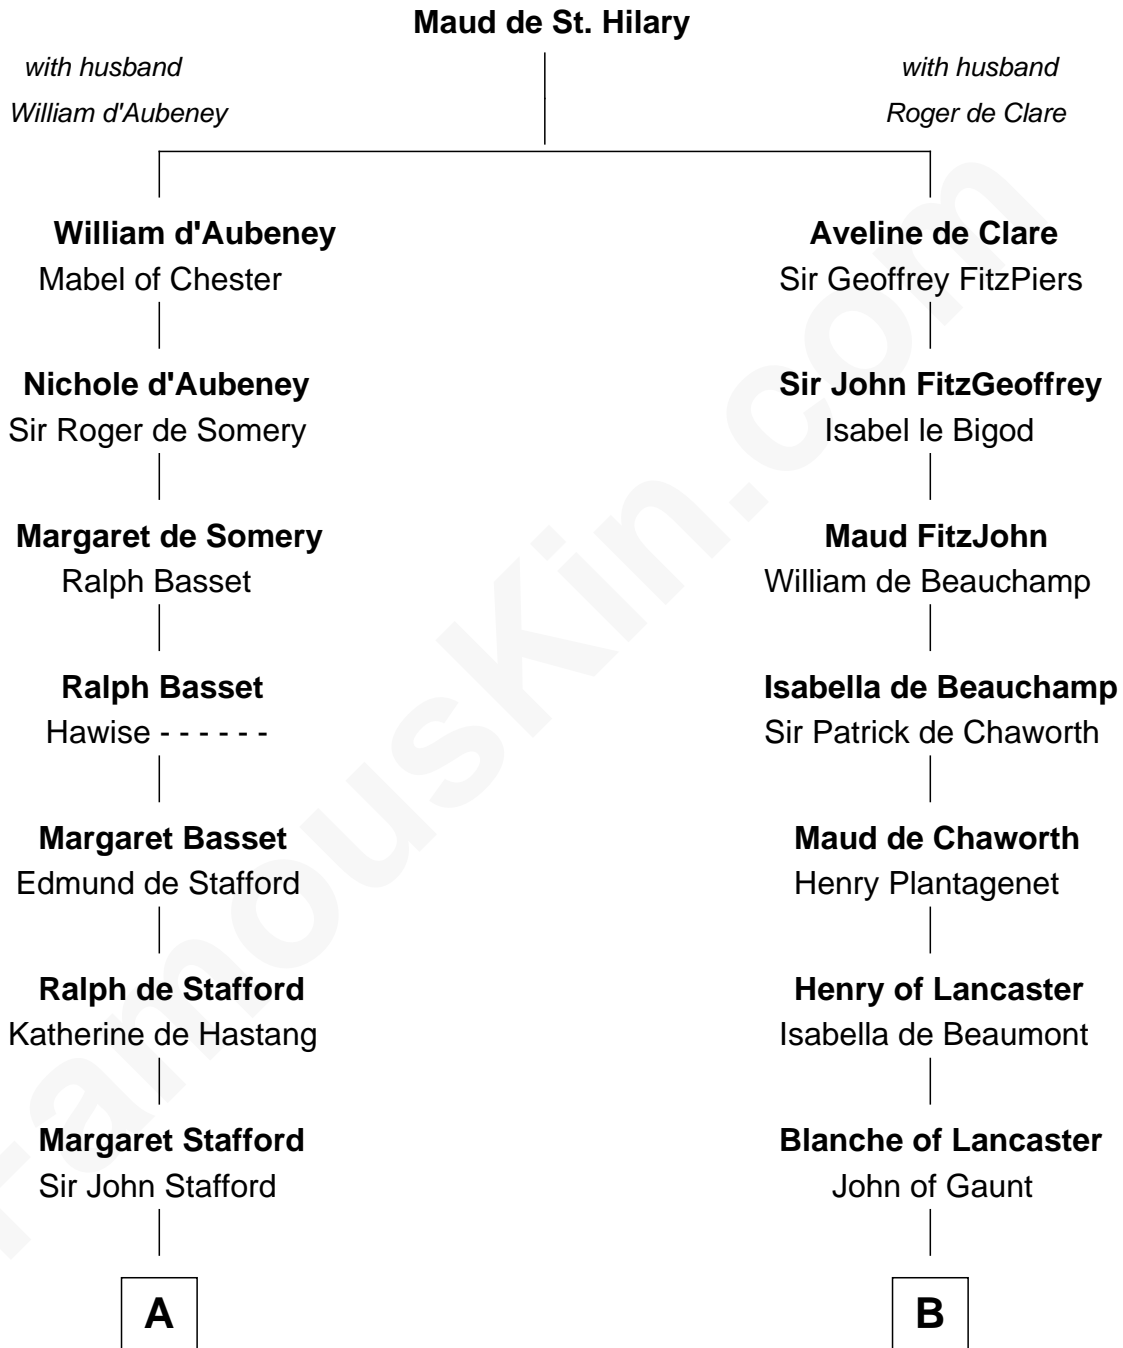 Maud de St. Hilary
with husband
William d'Aubeney
with husband
Roger de Clare
William d'Aubeney
Mabel of Chester
Aveline de Clare
Sir Geoffrey FitzPiers
Nichole d'Aubeney
Sir Roger de Somery
Sir John FitzGeoffrey
Isabel le Bigod
Margaret de Somery
Ralph Basset
Maud FitzJohn
William de Beauchamp
Ralph Basset
Hawise - - - - - -
Isabella de Beauchamp
Sir Patrick de Chaworth
Margaret Basset
Edmund de Stafford
Maud de Chaworth
Henry Plantagenet
Ralph de Stafford
Katherine de Hastang
Henry of Lancaster
Isabella de Beaumont
Margaret Stafford
Sir John Stafford
Blanche of Lancaster
John of Gaunt
A
B
FamousKin.com